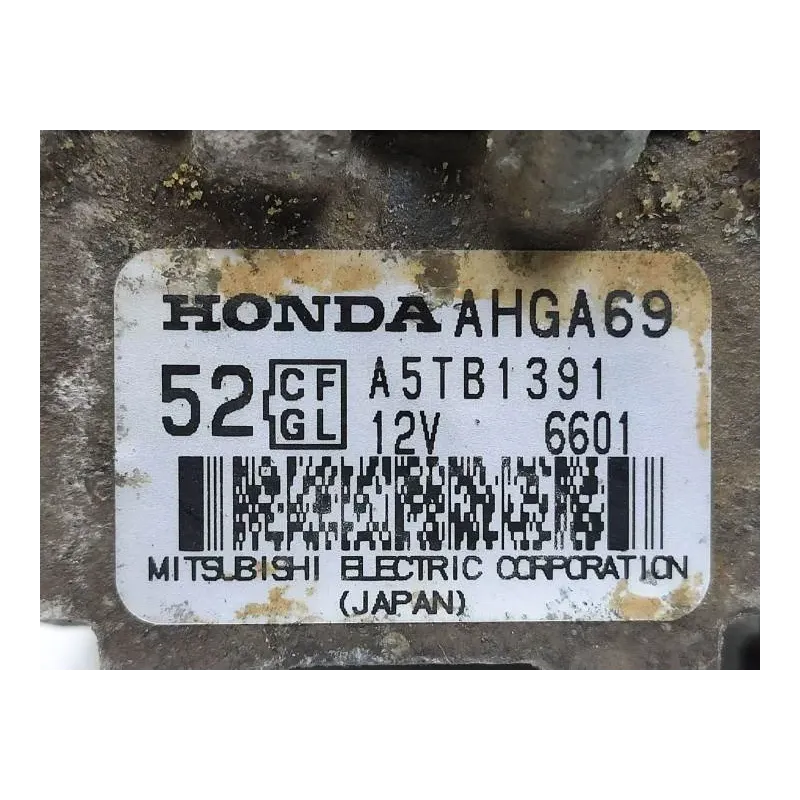 HONDA AHGA69
52 CF A5TB1391
GL 12V 6601
MITSUBISHI ELECTRIC CORPORATION
(JAPAN)